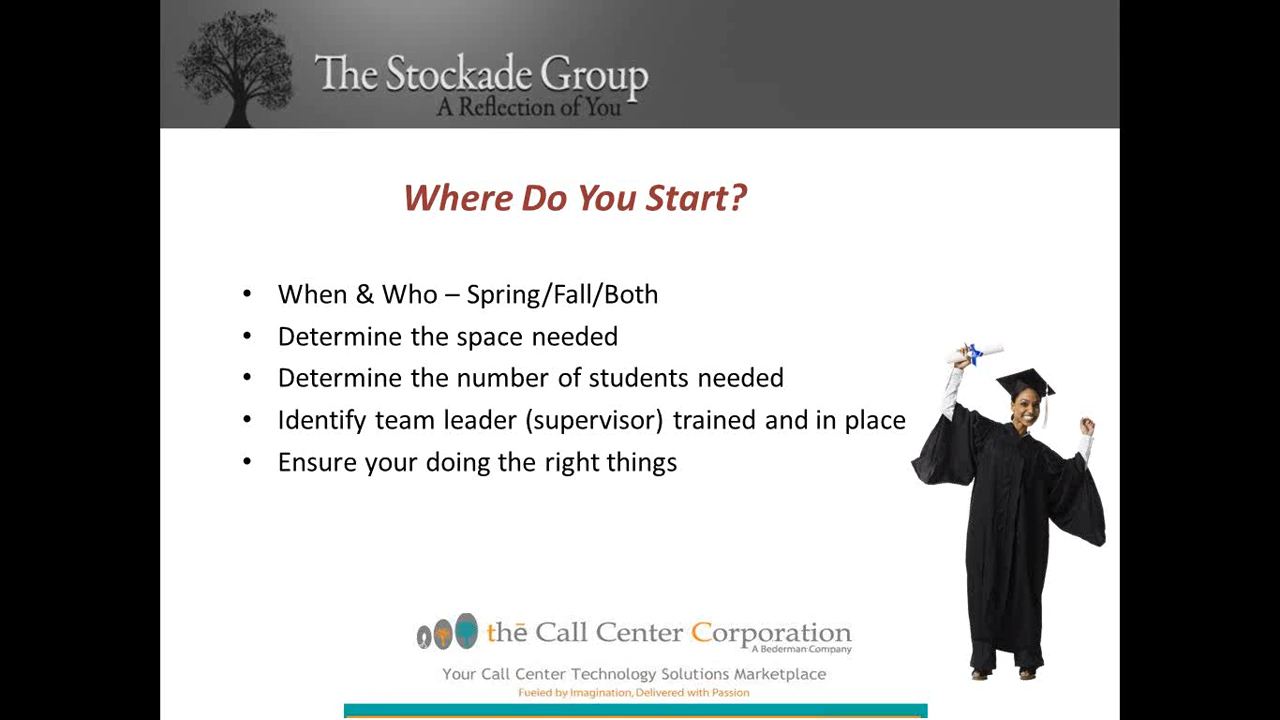 The Stockade Group
A Reflection of You
Where Do You Start?
• When & Who – Spring/Fall/Both
• Determine the space needed
• Determine the number of students needed
• Identify team leader (supervisor) trained and in place
• Ensure your doing the right things
thē Call Center Corporation
A Bederman Company
Your Call Center Technology Solutions Marketplace
Fueled by Imagination, Delivered with Passion